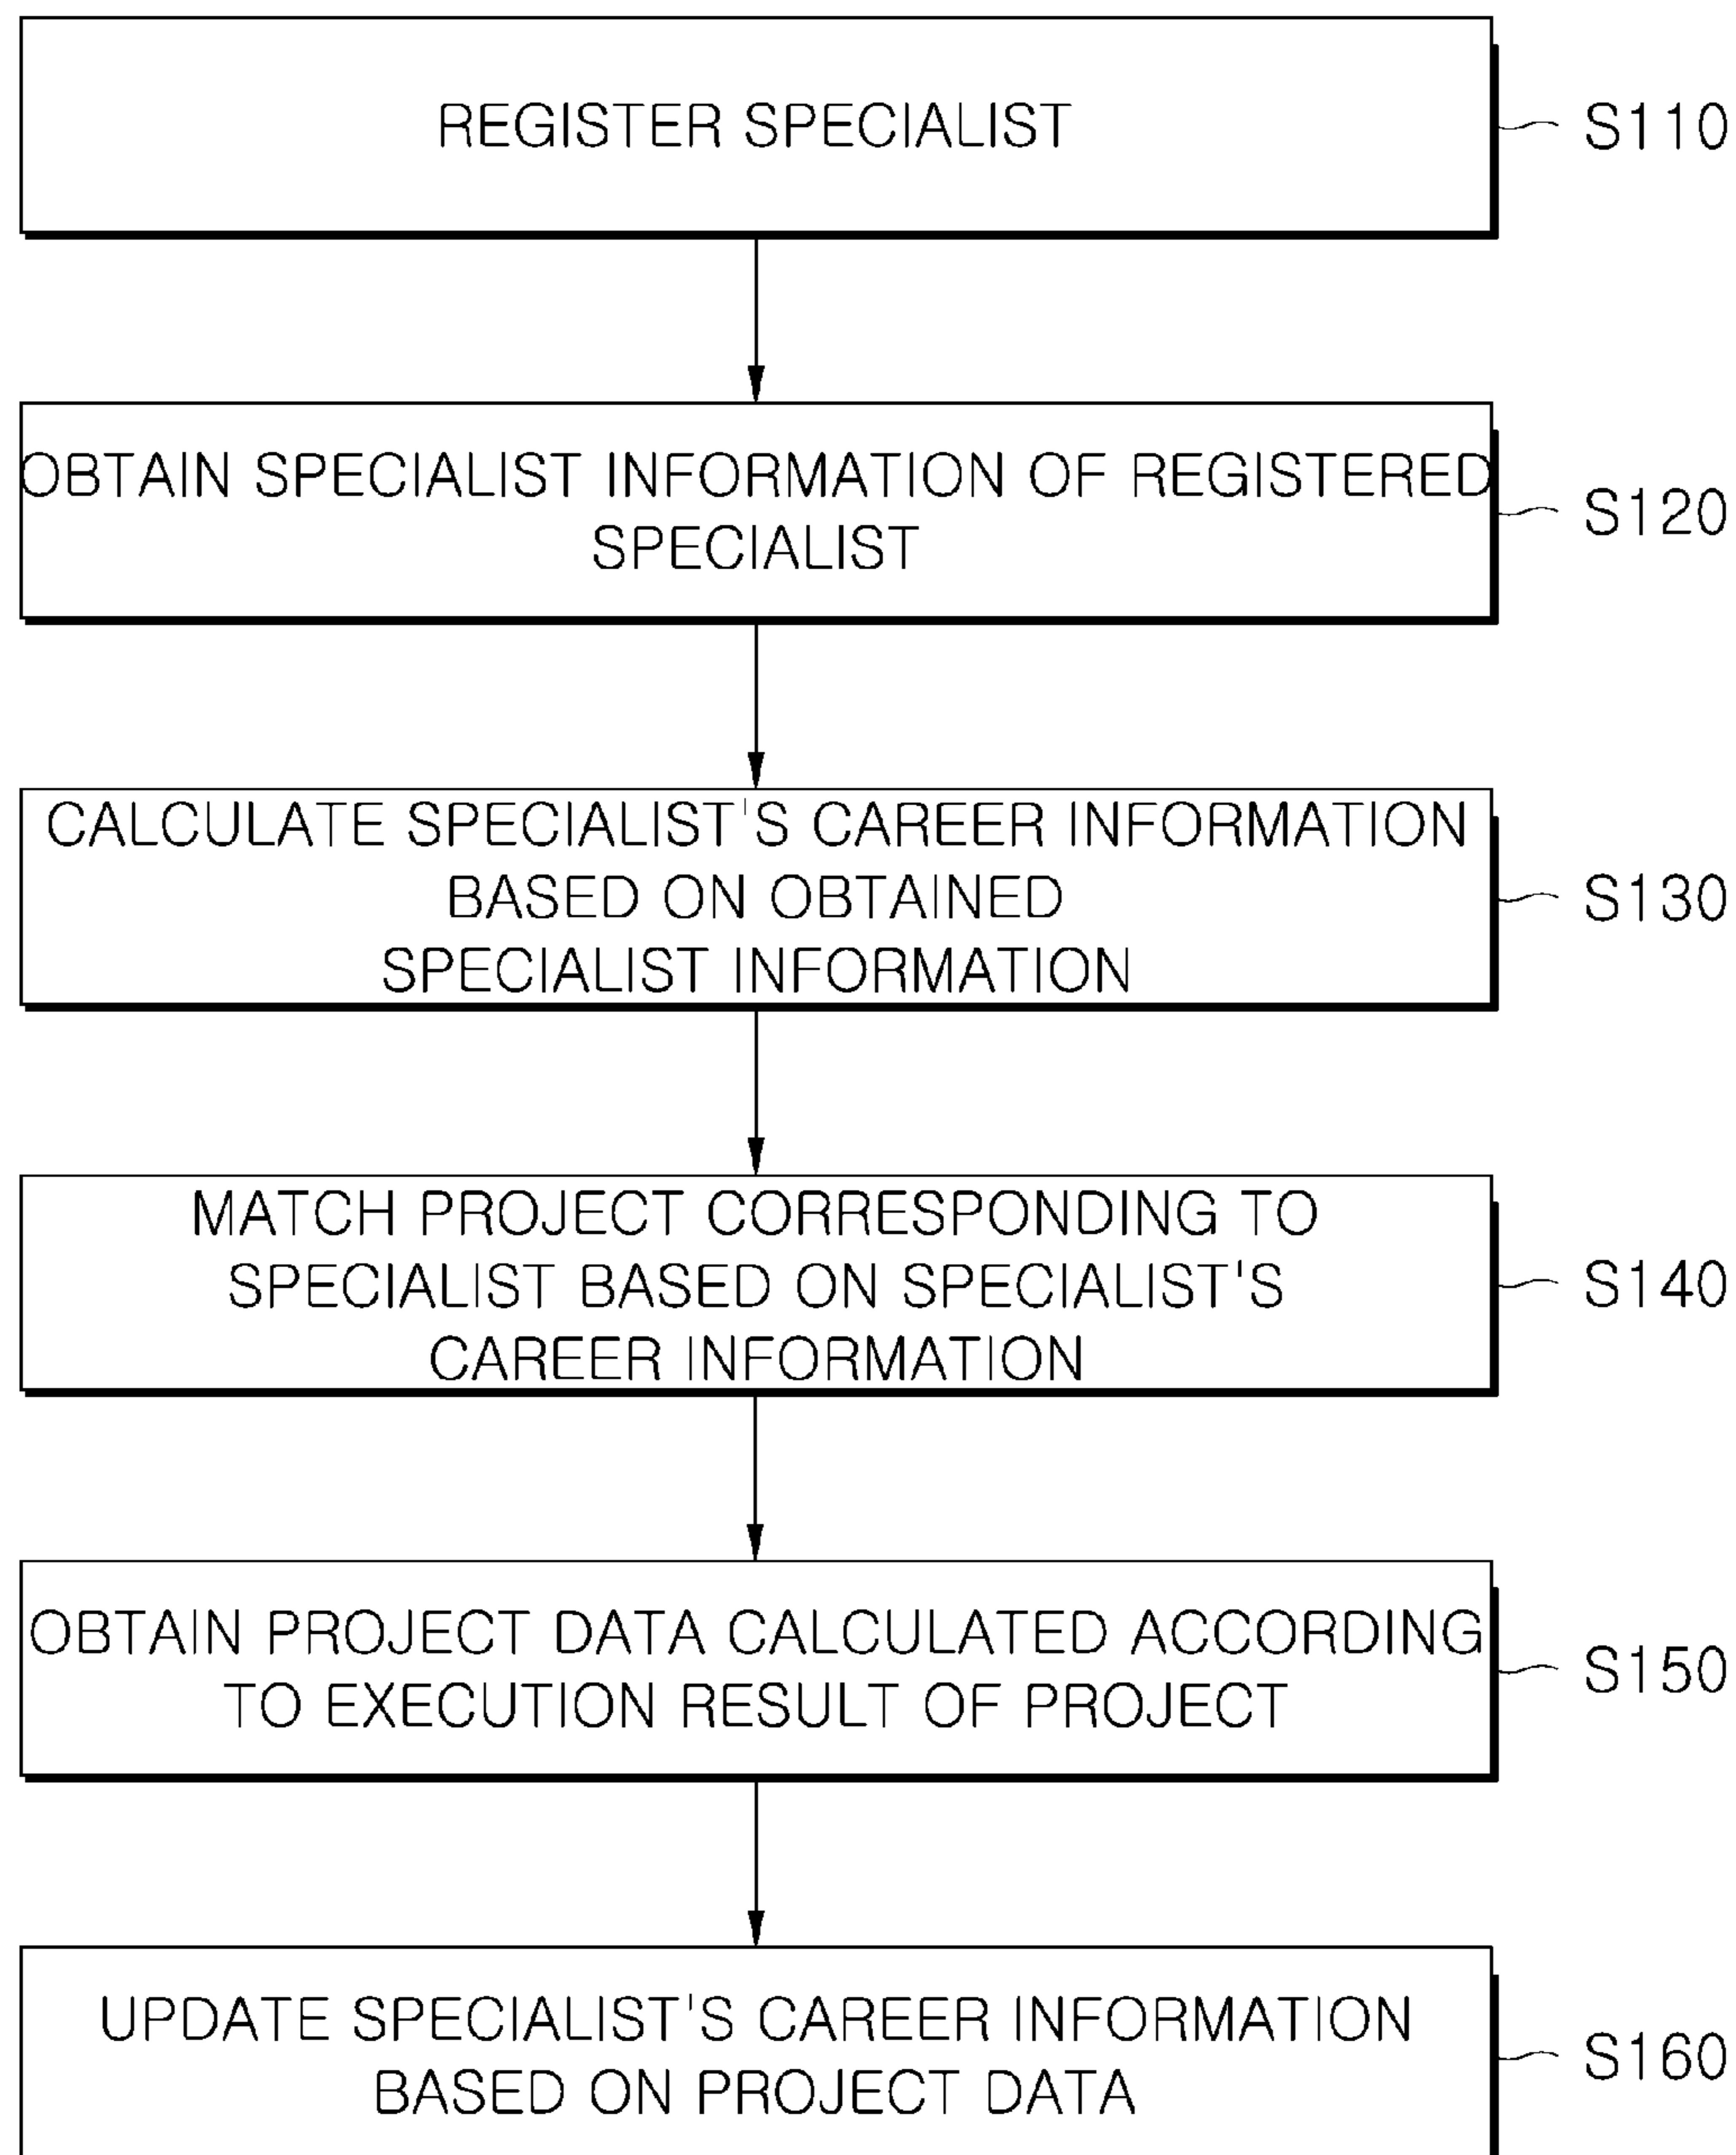 REGISTER SPECIALIST
S110
OBTAIN SPECIALIST INFORMATION OF REGISTERED
SPECIALIST
S120
CALCULATE SPECIALIST'S CAREER INFORMATION
BASED ON OBTAINED
SPECIALIST INFORMATION
S130
MATCH PROJECT CORRESPONDING TO
SPECIALIST BASED ON SPECIALIST'S
CAREER INFORMATION
S140
OBTAIN PROJECT DATA CALCULATED ACCORDING
TO EXECUTION RESULT OF PROJECT
S150
UPDATE SPECIALIST'S CAREER INFORMATION
BASED ON PROJECT DATA
S160